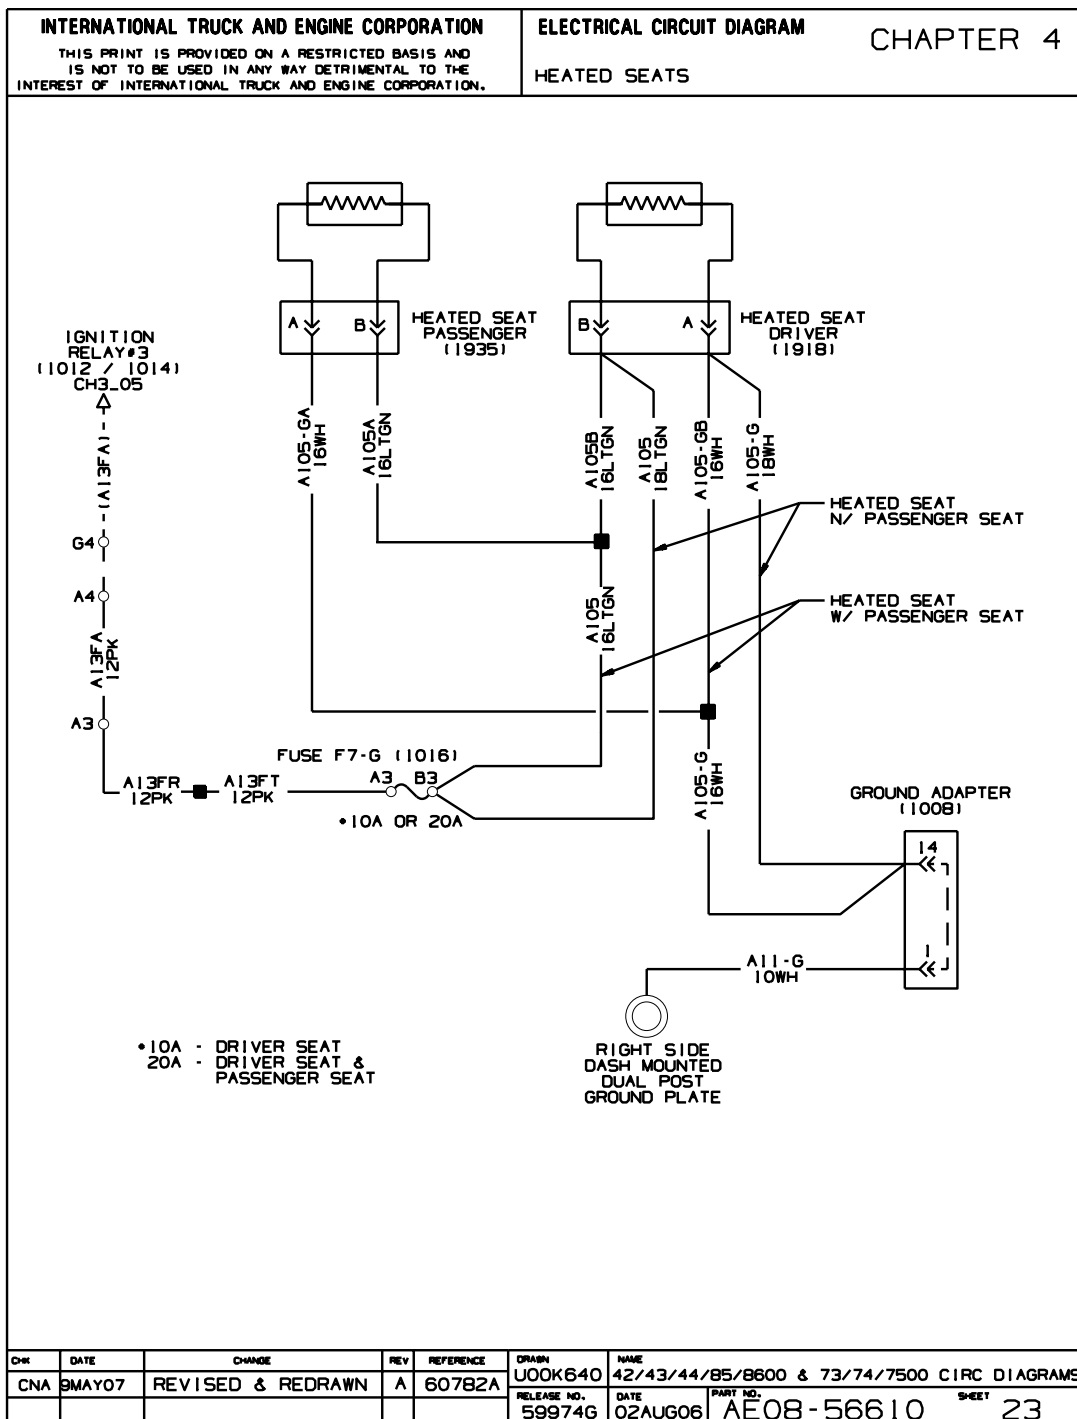 INTERNATIONAL TRUCK AND ENGINE CORPORATION
THIS PRINT IS PROVIDED ON A RESTRICTED BASIS AND
IS NOT TO BE USED IN ANY WAY DETRIMENTAL TO THE
INTEREST OF INTERNATIONAL TRUCK AND ENGINE CORPORATION.
ELECTRICAL CIRCUIT DIAGRAM
HEATED SEATS
CHAPTER 4
A
B
HEATED SEAT
PASSENGER
(1935)
B
A
HEATED SEAT
DRIVER
(1918)
IGNITION
RELAY#3
(1012 / 1014)
CH3_05
(A13FA)
G4
A4
A13FA
12PK
A3
A105-GA
16WH
A105A
16LTGN
A105B
16LTGN
A105
18LTGN
A105-GB
16WH
A105-G
18WH
HEATED SEAT
N/ PASSENGER SEAT
HEATED SEAT
W/ PASSENGER SEAT
A105
16LTGN
FUSE F7-G (1016)
A13FR
12PK
A13FT
12PK
A3
B3
•10A OR 20A
A105-G
16WH
GROUND ADAPTER
(1008)
14
1
A11-G
10WH
RIGHT SIDE
DASH MOUNTED
DUAL POST
GROUND PLATE
•10A - DRIVER SEAT
20A - DRIVER SEAT &
PASSENGER SEAT
CHK DATE CHANGE REV REFERENCE
CNA 9MAY07 REVISED & REDRAWN A 60782A
DRAWN
U00K640
NAME
42/43/44/85/8600 & 73/74/7500 CIRC DIAGRAMS
RELEASE NO.
59974G
DATE
02AUG06
PART NO.
AE08-56610
SHEET
23